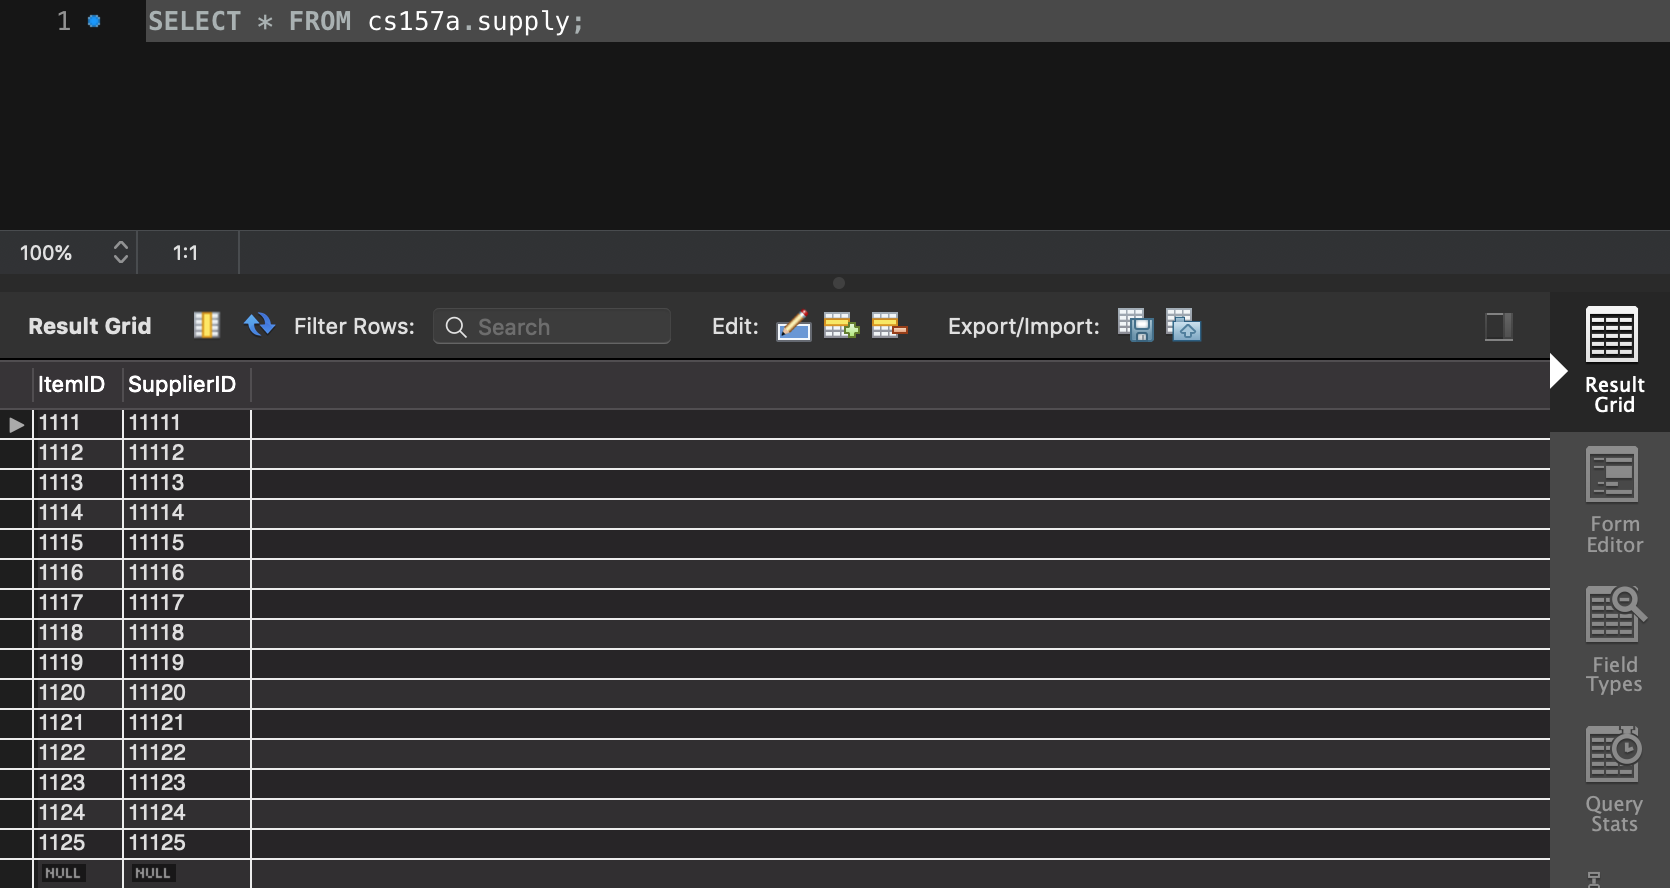 1 SELECT * FROM cs157a.supply;
100% 1:1
Result Grid Filter Rows: Search Edit: Export/Import:
Result
Grid
Form
Editor
Field
Types
Query
Stats
ItemID SupplierID
1111 11111
1112 11112
1113 11113
1114 11114
1115 11115
1116 11116
1117 11117
1118 11118
1119 11119
1120 11120
1121 11121
1122 11122
1123 11123
1124 11124
1125 11125
NULL NULL